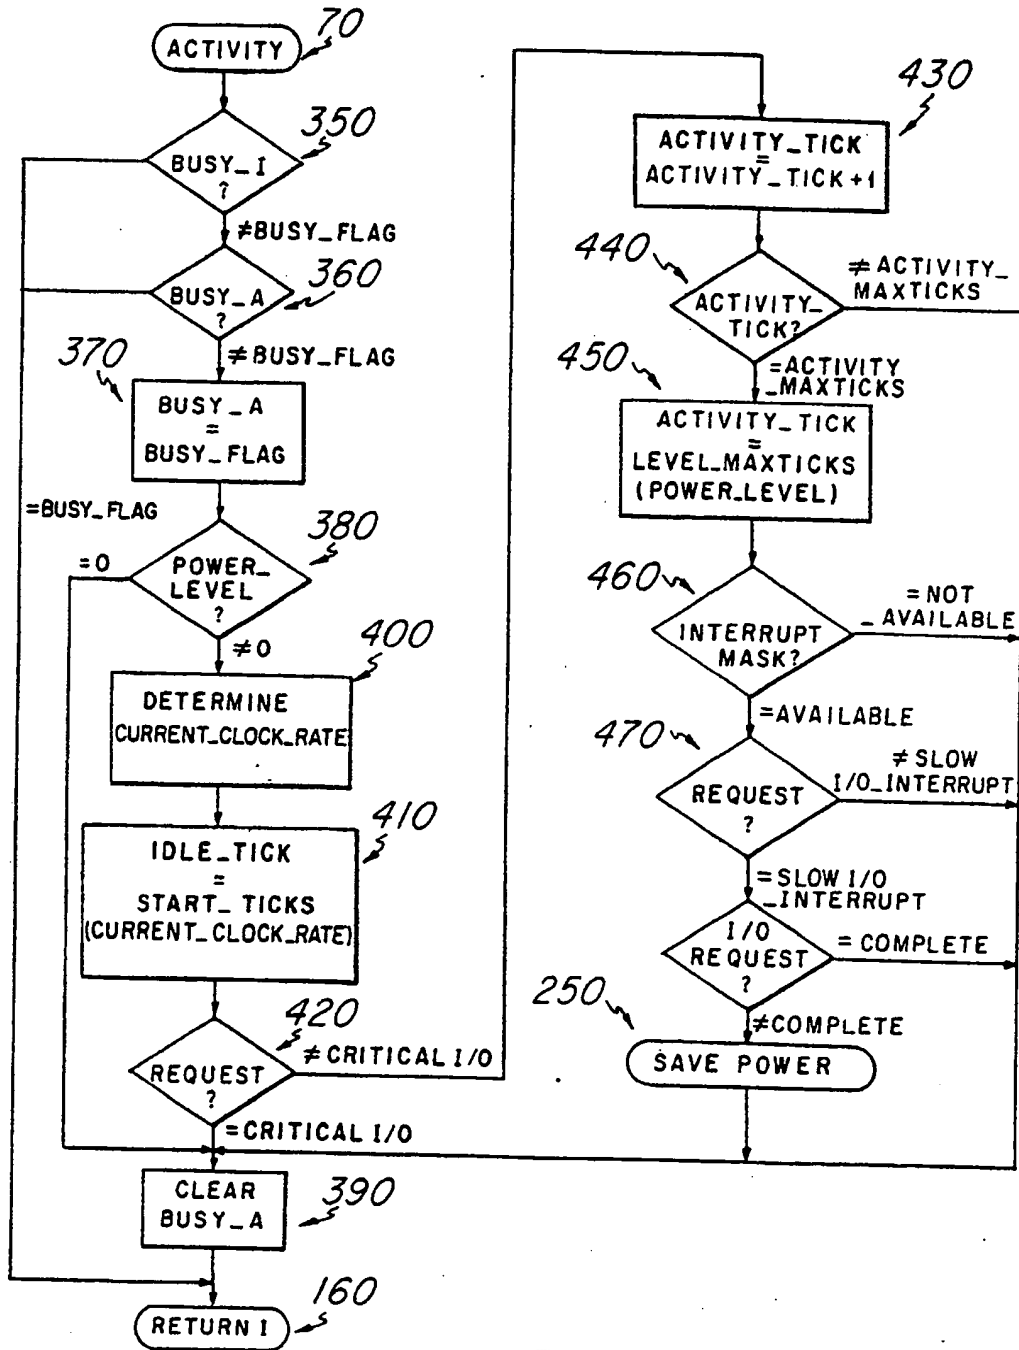 70
ACTIVITY
350
BUSY_I
?
≠BUSY_FLAG
360
BUSY_A
?
≠BUSY_FLAG
370
BUSY_A
=
BUSY_FLAG
=BUSY_FLAG
380
=0
POWER_
LEVEL
?
≠0
400
DETERMINE
CURRENT_CLOCK_RATE
410
IDLE_TICK
=
START_TICKS
(CURRENT_CLOCK_RATE)
420
≠CRITICAL I/O
REQUEST
?
=CRITICAL I/O
CLEAR
BUSY_A
390
160
RETURN I
430
ACTIVITY_TICK
=
ACTIVITY_TICK+1
440
≠ACTIVITY_
MAXTICKS
ACTIVITY_
TICK?
450
=ACTIVITY
_MAXTICKS
ACTIVITY_TICK
=
LEVEL_MAXTICKS
(POWER_LEVEL)
460
=NOT
_AVAILABLE
INTERRUPT
MASK?
=AVAILABLE
470
≠SLOW
I/O_INTERRUPT
REQUEST
?
=SLOW I/O
_INTERRUPT
I/O
REQUEST
?
=COMPLETE
250
≠COMPLETE
SAVE POWER